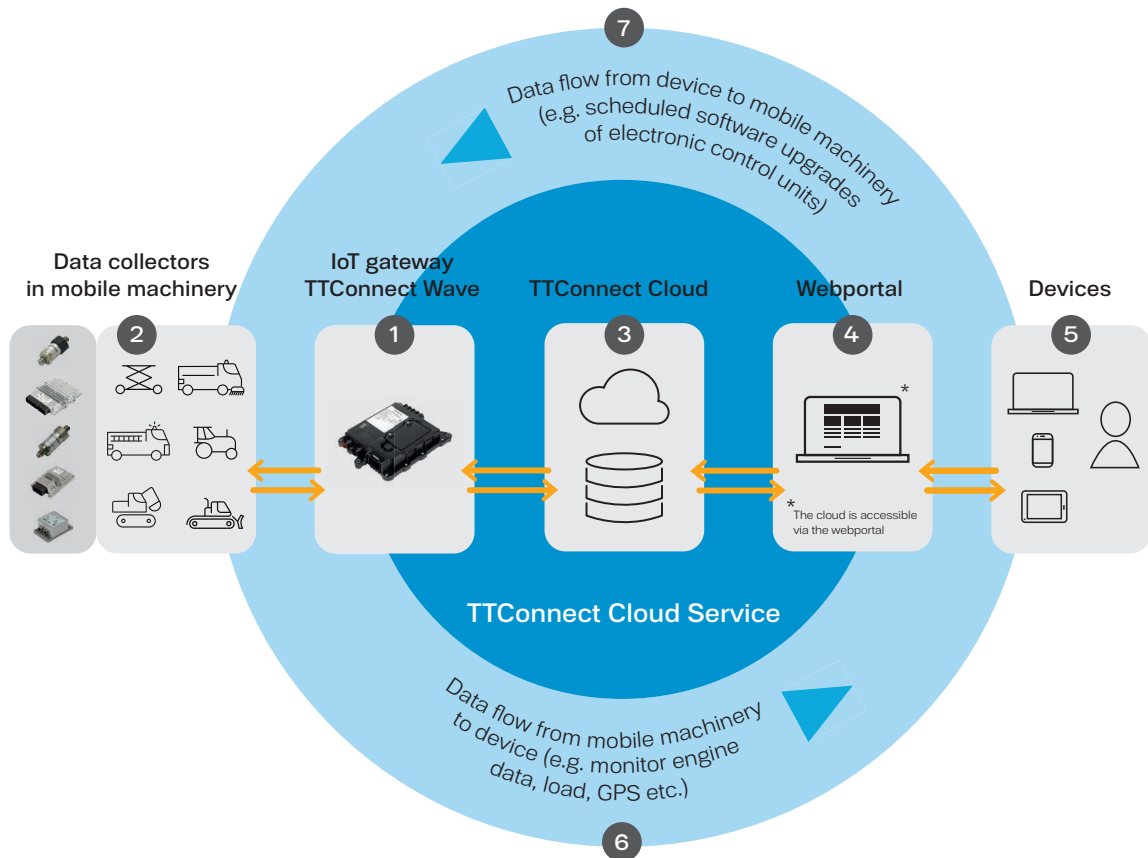 7
Data flow from device to mobile machinery
(e.g. scheduled software upgrades
of electronic control units)
Data collectors
in mobile machinery
IoT gateway
TTConnect Wave
TTConnect Cloud
Webportal
Devices
2
1
3
4
5
*
*
The cloud is accessible
via the webportal
TTConnect Cloud Service
Data flow from mobile machinery
to device (e.g. monitor engine
data, load, GPS etc.)
6